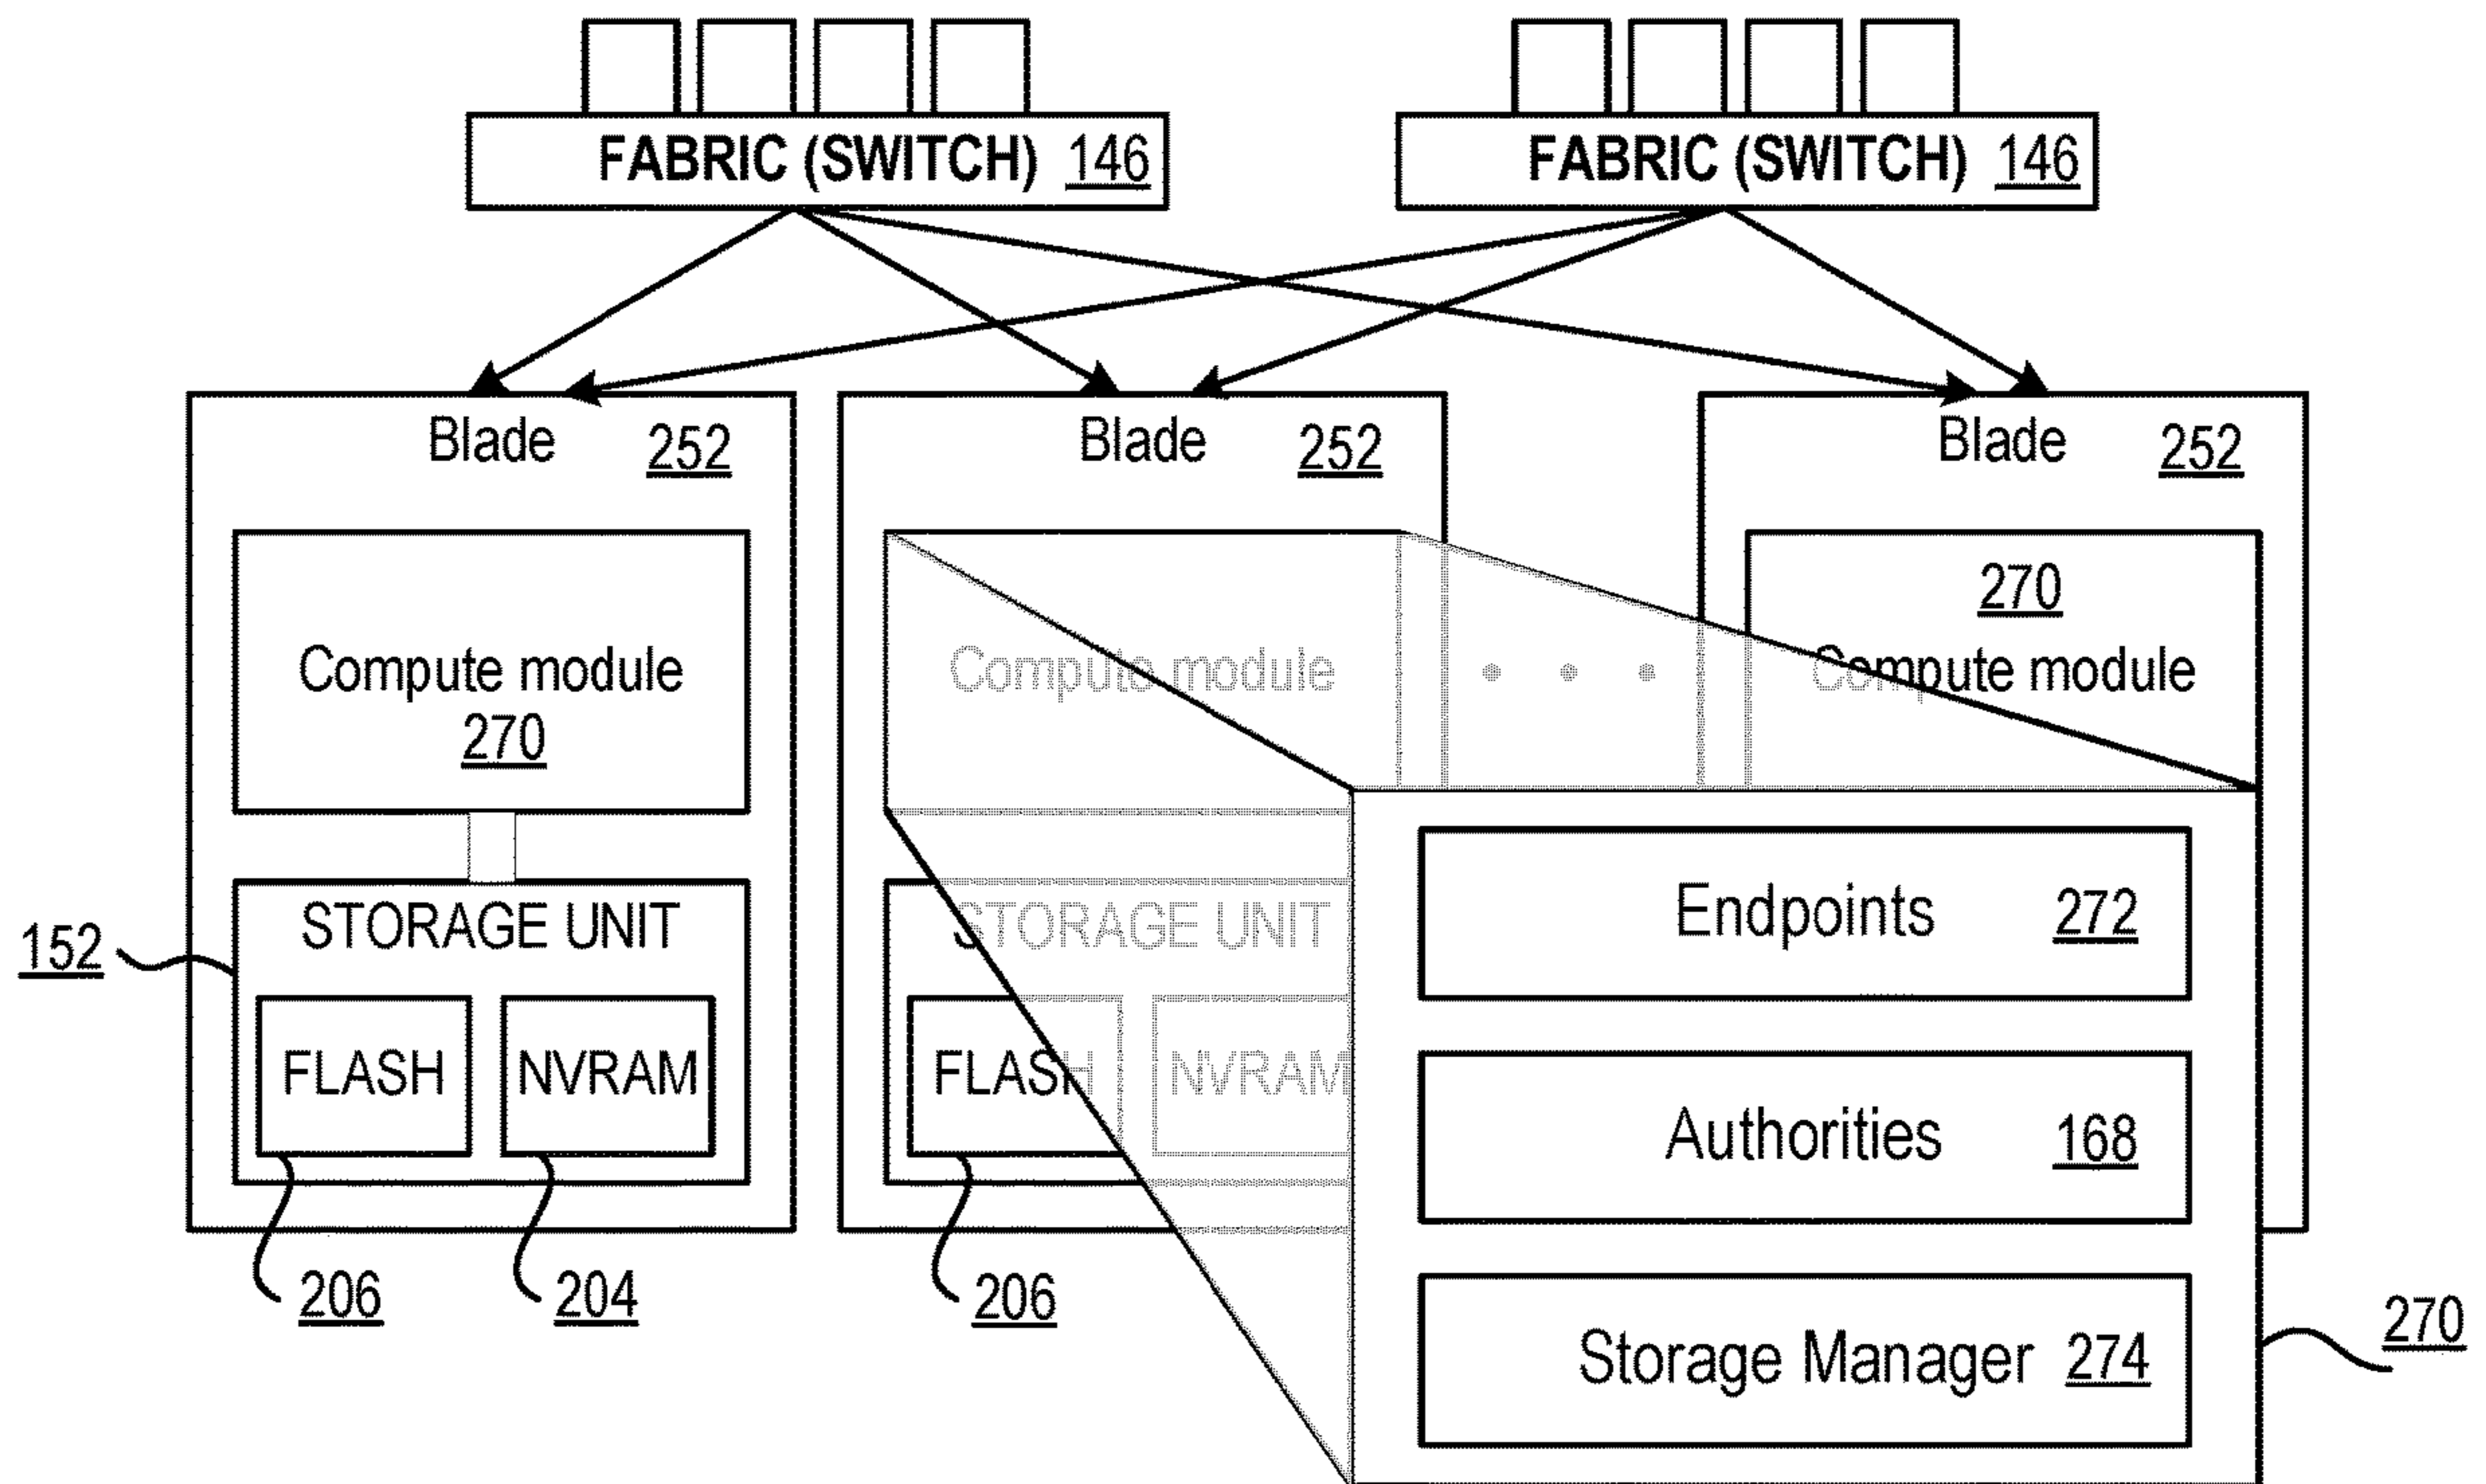 FABRIC (SWITCH) 146
FABRIC (SWITCH) 146
Blade 252
Blade 252
Blade 252
270
Compute module
270
Compute module
Compute module
STORAGE UNIT
STORAGE UNIT
152
FLASH
NVRAM
FLASH
NVRAM
206
204
206
Endpoints 272
Authorities 168
Storage Manager 274
270